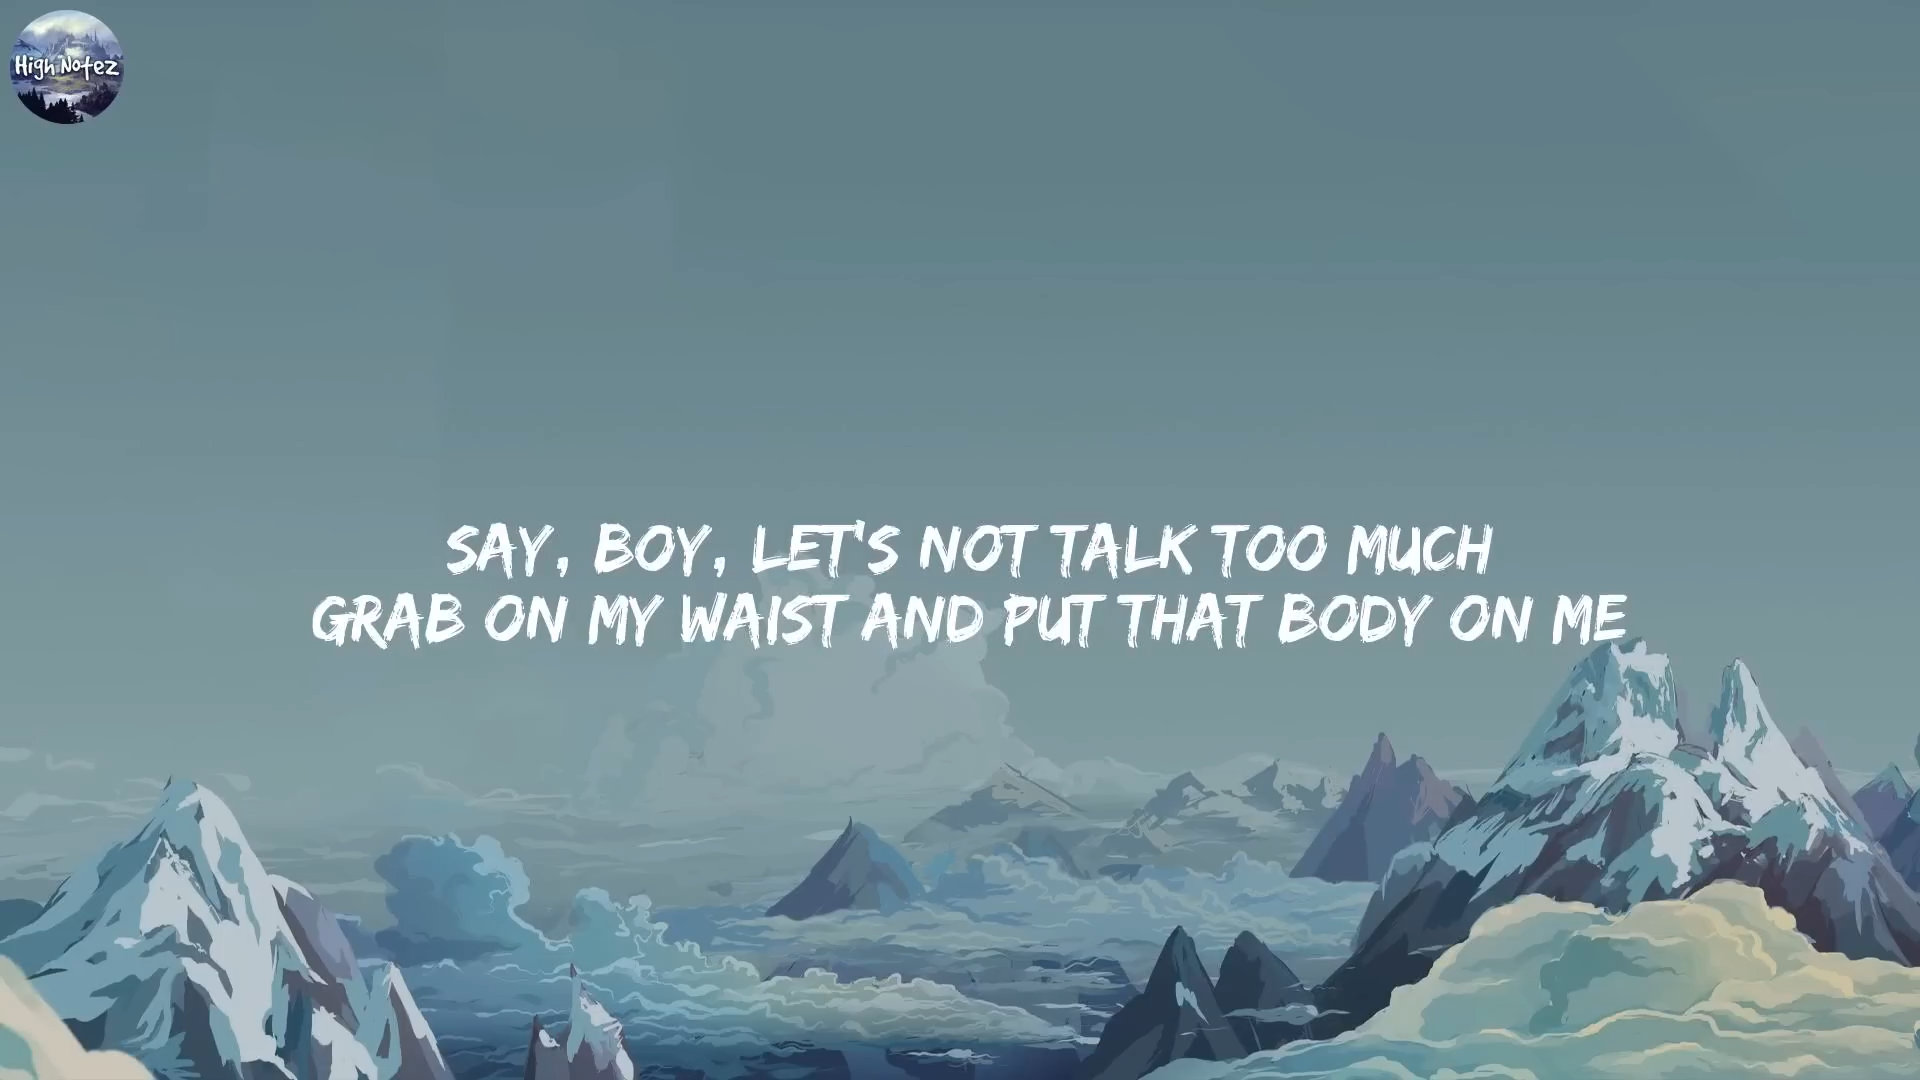 High Notez
SAY, BOY, LET'S NOT TALK TOO MUCH
GRAB ON MY WAIST AND PUT THAT BODY ON ME